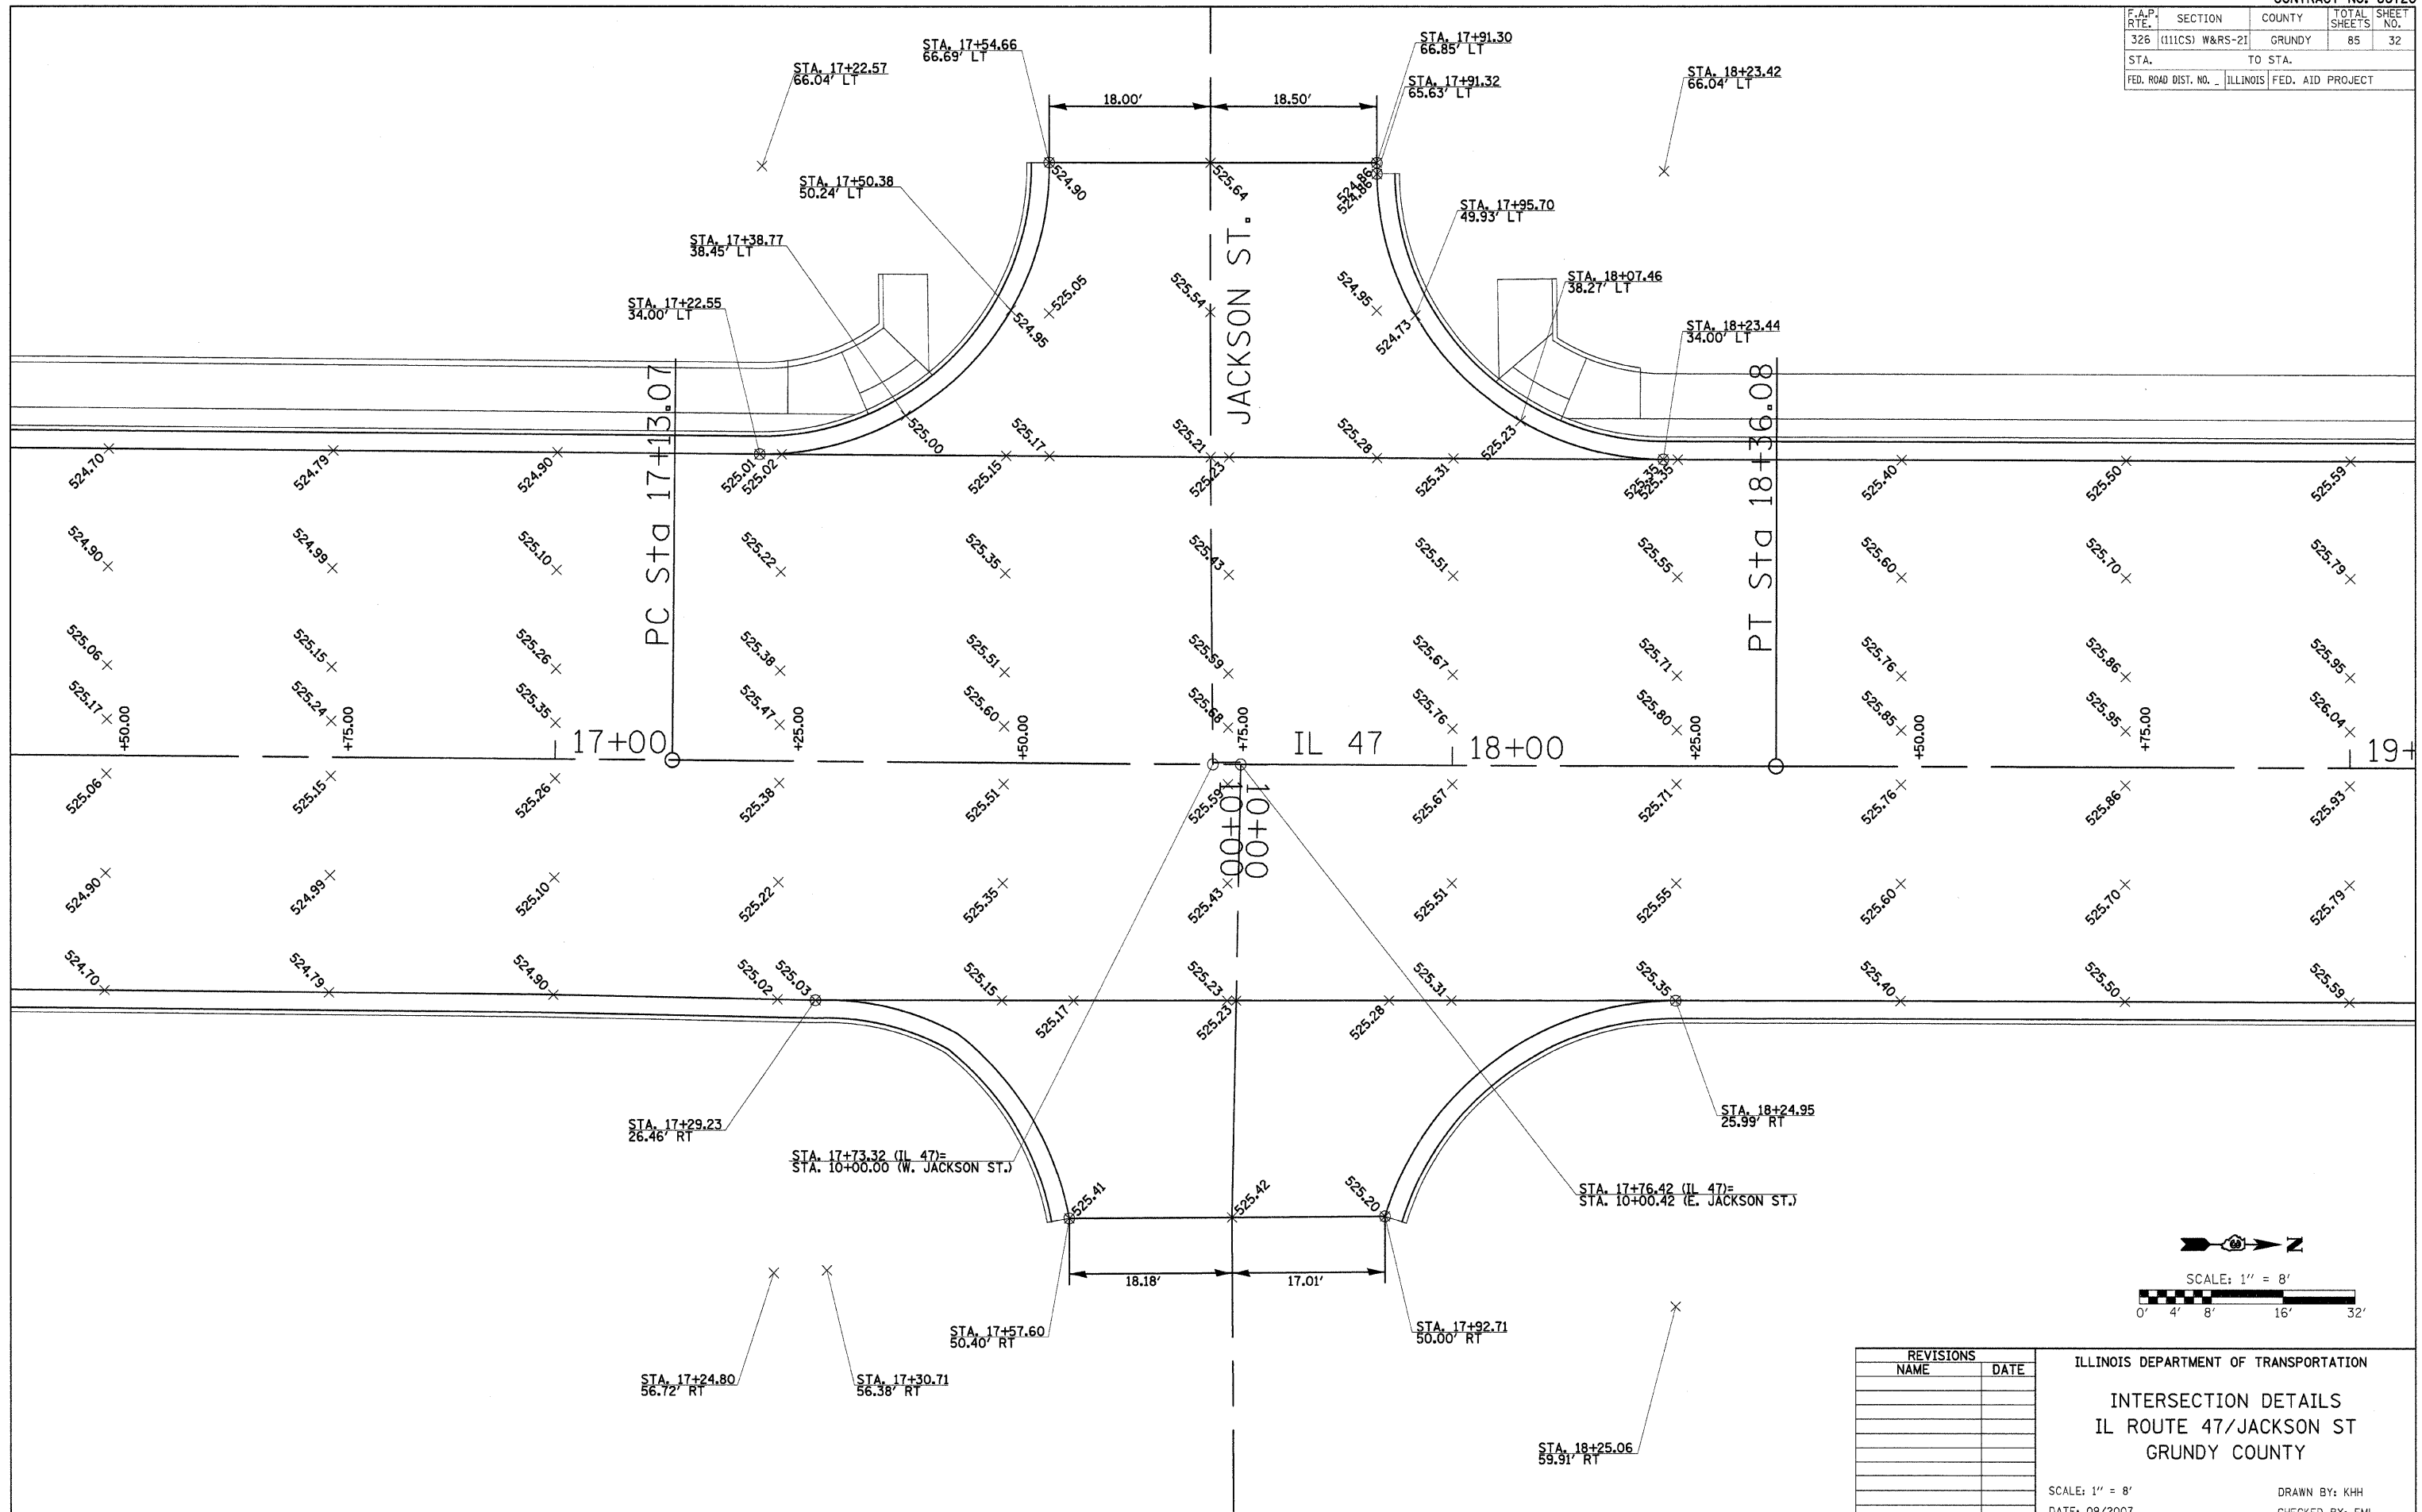 F.A.P. RTE. SECTION COUNTY TOTAL SHEETS SHEET NO.
326 (111CS) W&RS-2I GRUNDY 85 32
STA. TO STA.
FED. ROAD DIST. NO. _ ILLINOIS FED. AID PROJECT
STA. 17+54.66
66.69' LT
STA. 17+22.57
66.04' LT
STA. 17+91.30
66.85' LT
STA. 17+91.32
65.63' LT
STA. 18+23.42
66.04' LT
18.00'
18.50'
524.90
525.64
524.86
524.86
STA. 17+50.38
50.24' LT
STA. 17+95.70
49.93' LT
STA. 17+38.77
38.45' LT
STA. 18+07.46
38.27' LT
STA. 17+22.55
34.00' LT
STA. 18+23.44
34.00' LT
JACKSON ST.
524.95
525.05
525.54
524.95
524.73
525.00
525.23
PC Sta 17+13.07
PT Sta 18+36.08
524.70
524.79
524.90
525.01
525.02
525.15
525.17
525.21
525.23
525.28
525.31
525.35
525.35
525.40
525.50
525.59
524.90
524.99
525.10
525.22
525.35
525.43
525.51
525.55
525.60
525.70
525.79
525.06
525.15
525.26
525.38
525.51
525.59
525.67
525.71
525.76
525.86
525.95
525.17
525.24
525.35
525.47
525.60
525.68
525.76
525.80
525.85
525.95
526.04
+50.00
+75.00
17+00
+25.00
+50.00
+75.00
IL 47
18+00
+25.00
+50.00
+75.00
19+
525.06
525.15
525.26
525.38
525.51
525.59
525.67
525.71
525.76
525.86
525.93
10+00
10+00
524.90
524.99
525.10
525.22
525.35
525.43
525.51
525.55
525.60
525.70
525.79
524.70
524.79
524.90
525.02
525.03
525.15
525.17
525.23
525.23
525.28
525.31
525.35
525.40
525.50
525.59
STA. 17+29.23
26.46' RT
STA. 18+24.95
25.99' RT
STA. 17+73.32 (IL 47)=
STA. 10+00.00 (W. JACKSON ST.)
STA. 17+76.42 (IL 47)=
STA. 10+00.42 (E. JACKSON ST.)
525.41
525.42
525.20
18.18'
17.01'
STA. 17+57.60
50.40' RT
STA. 17+92.71
50.00' RT
STA. 17+24.80
56.72' RT
STA. 17+30.71
56.38' RT
STA. 18+25.06
59.91' RT
N
SCALE: 1" = 8'
0' 4' 8' 16' 32'
REVISIONS
NAME DATE
ILLINOIS DEPARTMENT OF TRANSPORTATION
INTERSECTION DETAILS
IL ROUTE 47/JACKSON ST
GRUNDY COUNTY
SCALE: 1" = 8'
DRAWN BY: KHH